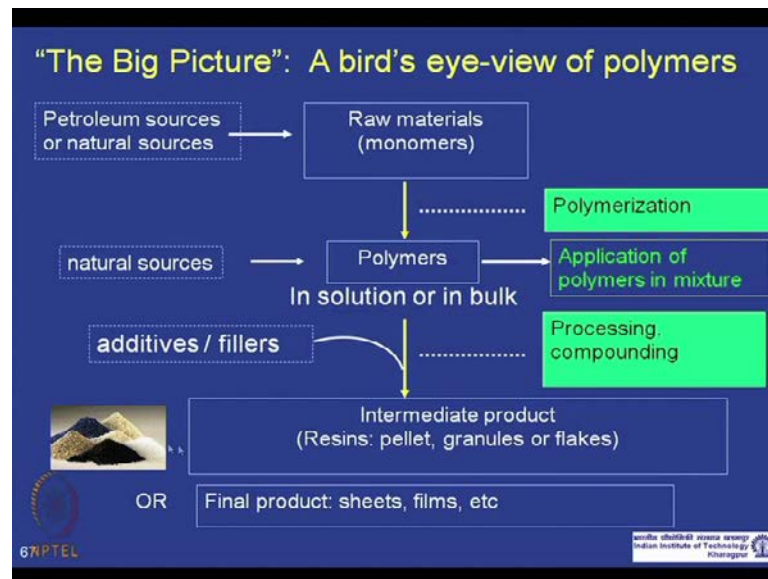 “The Big Picture”: A bird’s eye-view of polymers
Petroleum sources
or natural sources
Raw materials
(monomers)
Polymerization
natural sources
Polymers
Application of
polymers in mixture
In solution or in bulk
additives / fillers
Processing.
compounding
Intermediate product
(Resins: pellet, granules or flakes)
OR
Final product: sheets, films, etc
67
NPTEL
Indian Institute of Technology
Kharagpur